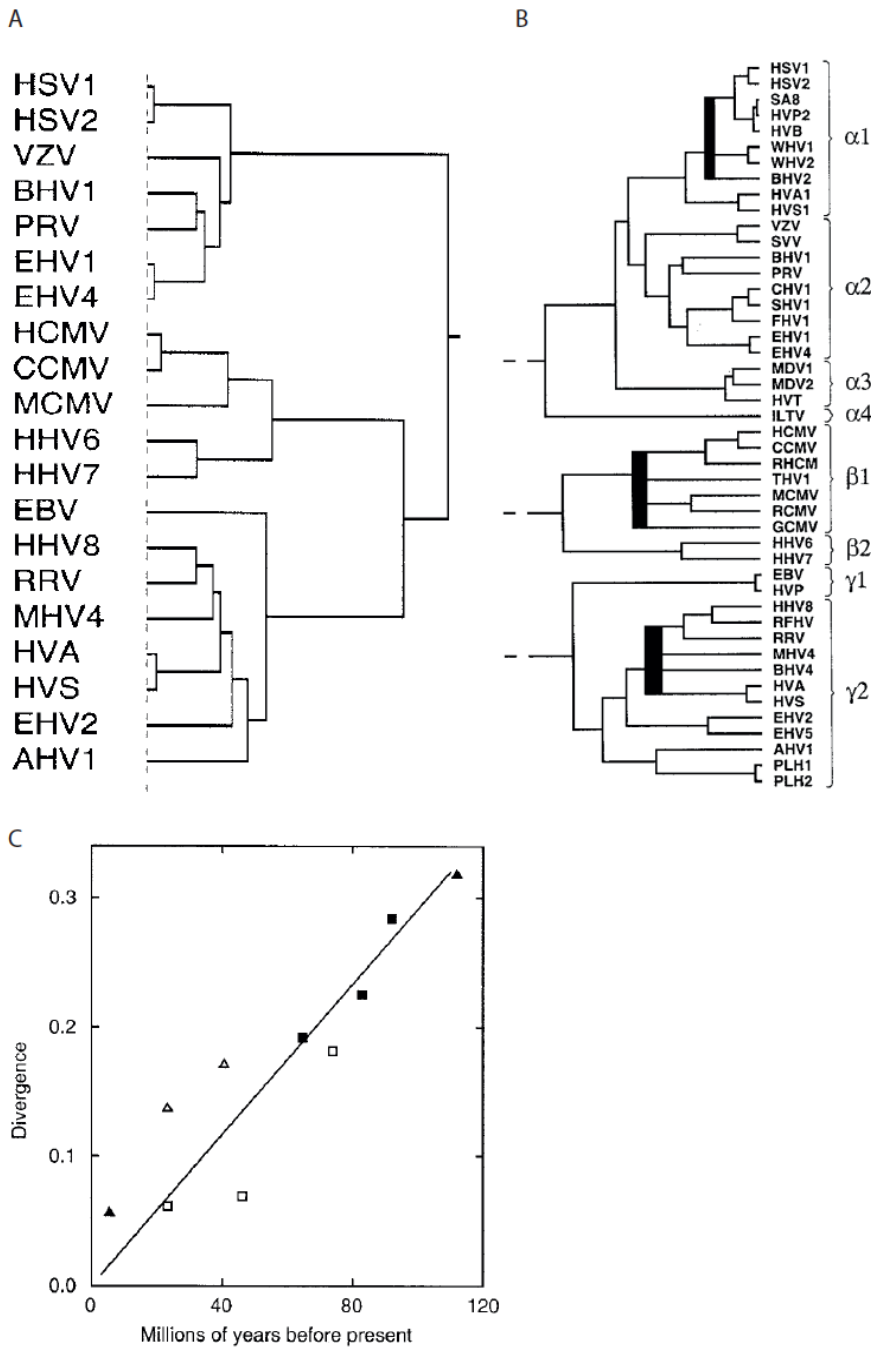 A
HSV1
HSV2
VZV
BHV1
PRV
EHV1
EHV4
HCMV
CCMV
MCMV
HHV6
HHV7
EBV
HHV8
RRV
MHV4
HVA
HVS
EHV2
AHV1
B
HSV1
HSV2
SA8
HVP2
HVB
WHV1
WHV2
BHV2
HVA1
HVS1
α1
VZV
SVV
BHV1
PRV
CHV1
SHV1
FHV1
EHV1
EHV4
α2
MDV1
MDV2
HVT
α3
ILTV
α4
HCMV
CCMV
RHCM
THV1
MCMV
RCMV
GCMV
β1
HHV6
HHV7
β2
EBV
HVP
γ1
HHV8
RFHV
RRV
MHV4
BHV4
HVA
HVS
EHV2
EHV5
AHV1
PLH1
PLH2
γ2
C
Divergence
0.3
0.2
0.1
0.0
0 40 80 120
Millions of years before present